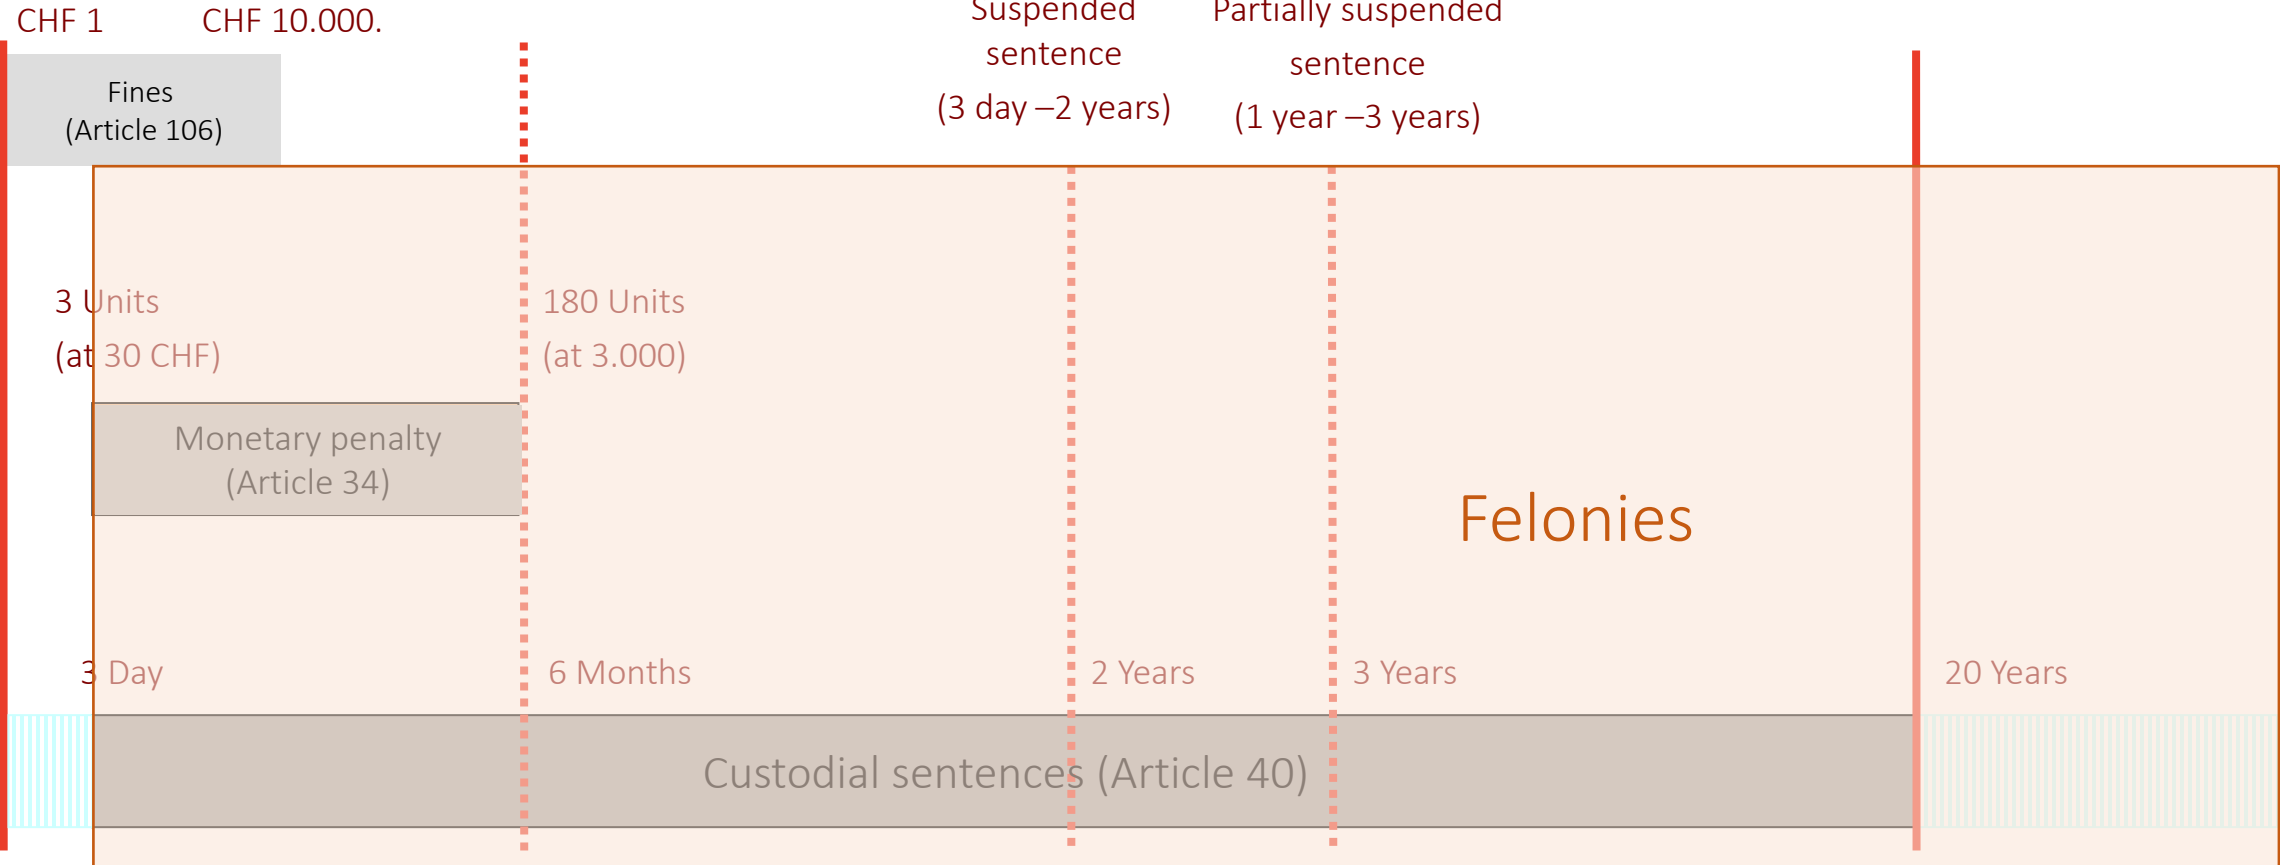 CHF 1
CHF 10.000.
Suspended
sentence
(3 day –2 years)
Partially suspended
sentence
(1 year –3 years)
Fines
(Article 106)
3 Units
(at 30 CHF)
180 Units
(at 3.000)
Monetary penalty
(Article 34)
Felonies
3 Day
6 Months
2 Years
3 Years
20 Years
Custodial sentences (Article 40)